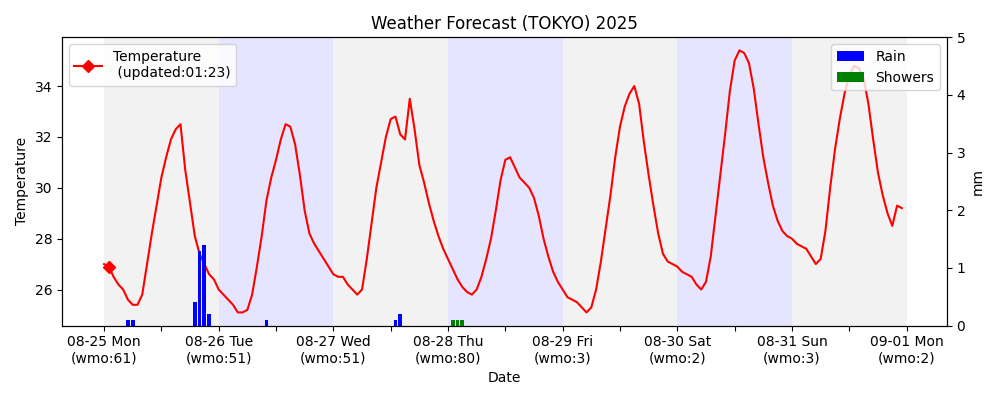 Weather Forecast (TOKYO) 2025
Temperature
(updated:01:23)
Rain
Showers
Temperature
34
32
30
28
26
5
4
3
2
1
0
mm
08-25 Mon
(wmo:61)
08-26 Tue
(wmo:51)
08-27 Wed
(wmo:51)
08-28 Thu
(wmo:80)
08-29 Fri
(wmo:3)
08-30 Sat
(wmo:2)
08-31 Sun
(wmo:3)
09-01 Mon
(wmo:2)
Date